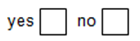 yes no